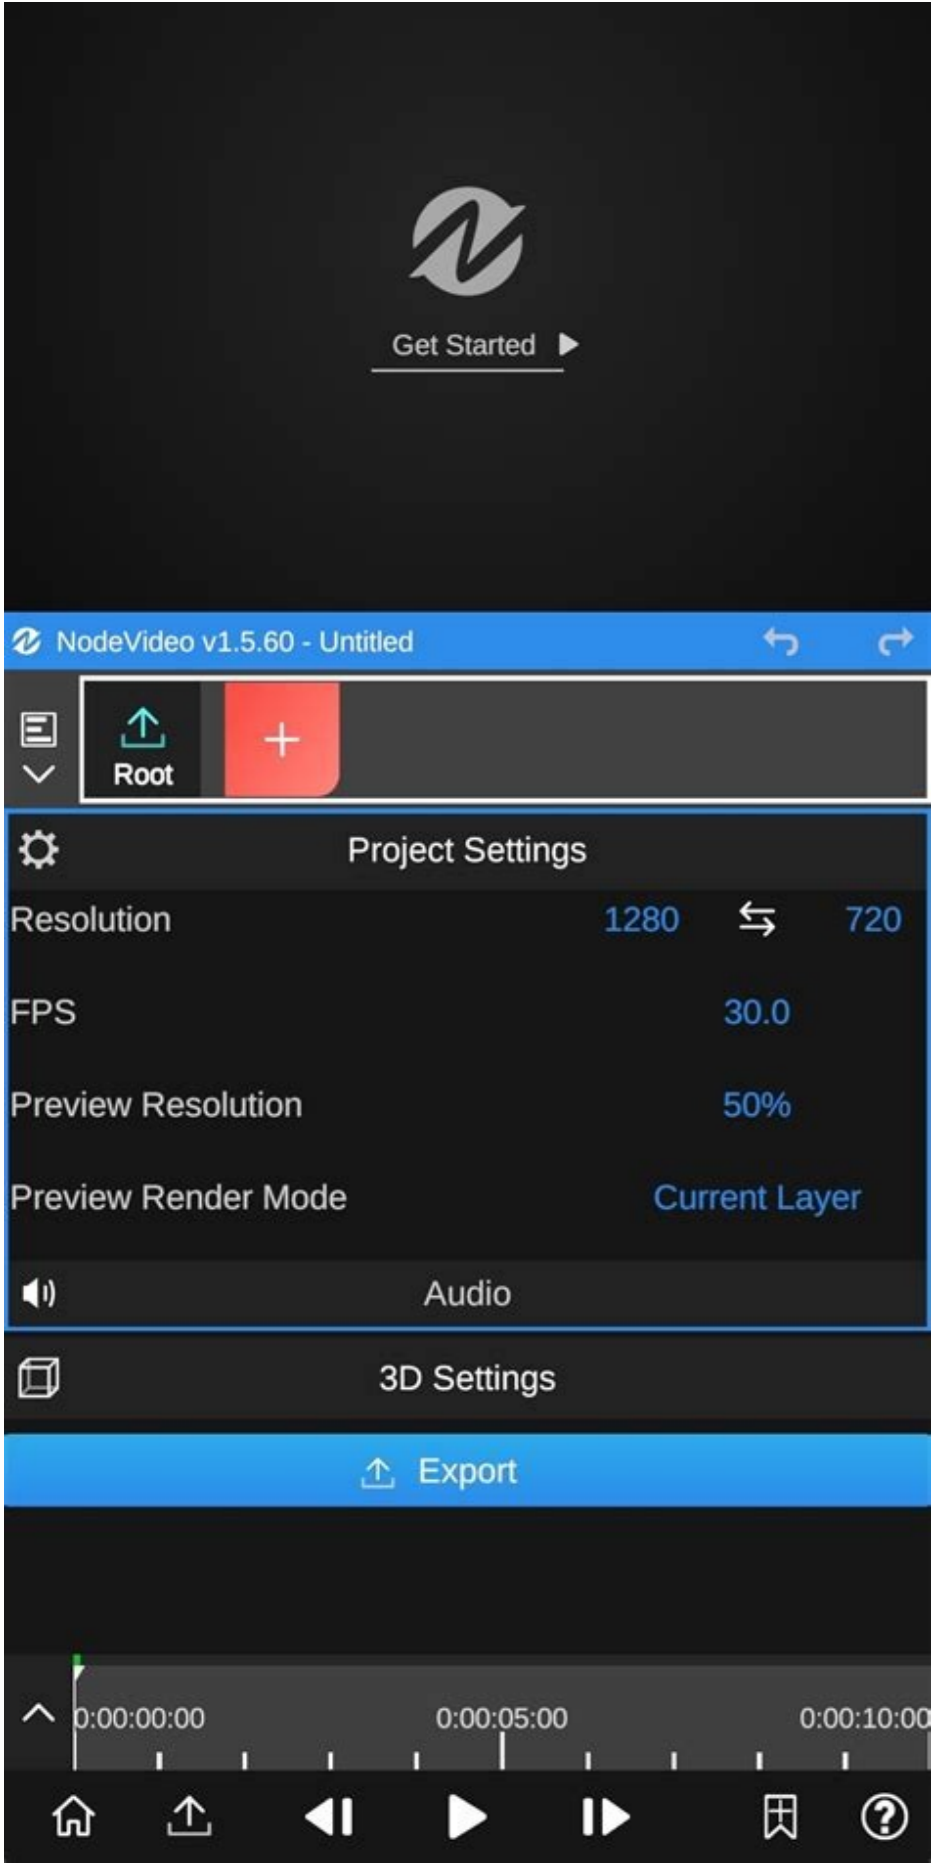 Get Started
NodeVideo v1.5.60 - Untitled
Root
Project Settings
Resolution 1280 720
FPS 30.0
Preview Resolution 50%
Preview Render Mode Current Layer
Audio
3D Settings
Export
0:00:00:00 0:00:05:00 0:00:10:00